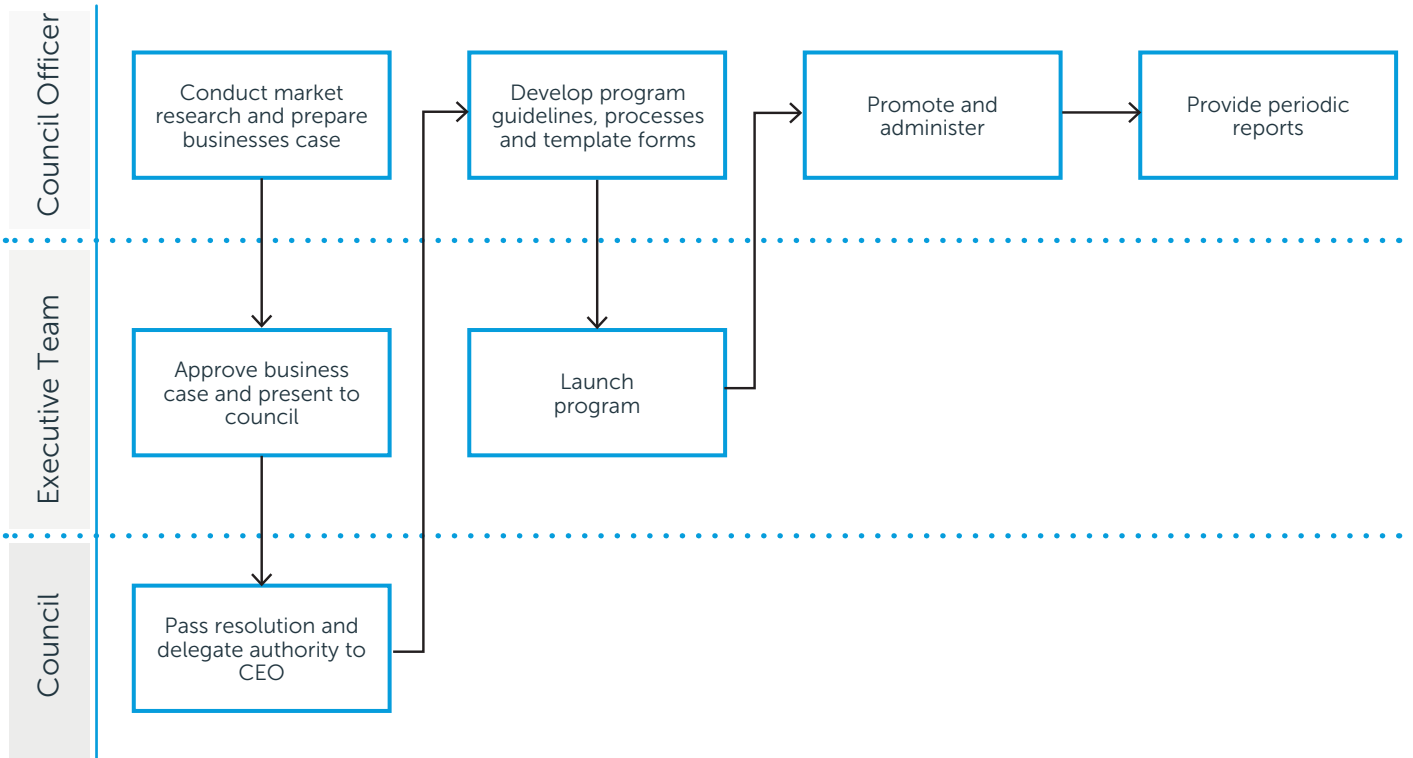 Council Officer
Conduct market
research and prepare
businesses case
Develop program
guidelines, processes
and template forms
Promote and
administer
Provide periodic
reports
Executive Team
Approve business
case and present to
council
Launch
program
Council
Pass resolution and
delegate authority to
CEO